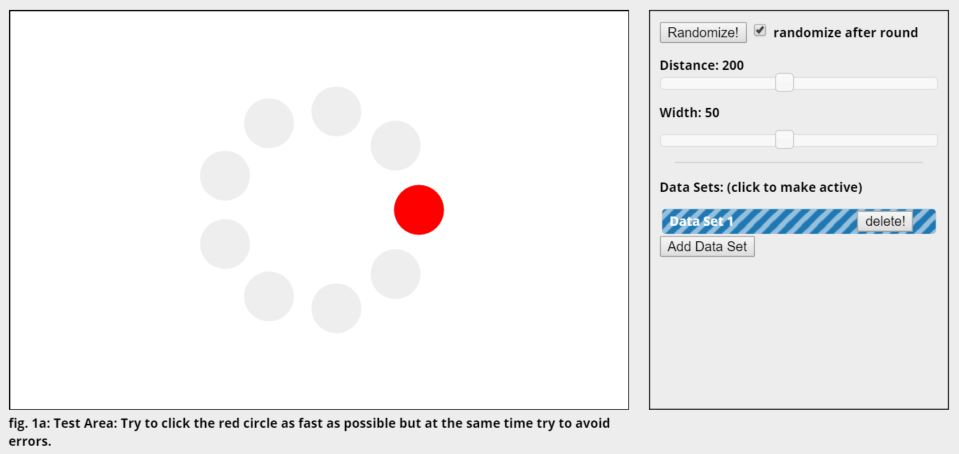 Randomize! randomize after round
Distance: 200
Width: 50
Data Sets: (click to make active)
Data Set 1 delete!
Add Data Set
fig. 1a: Test Area: Try to click the red circle as fast as possible but at the same time try to avoid
errors.